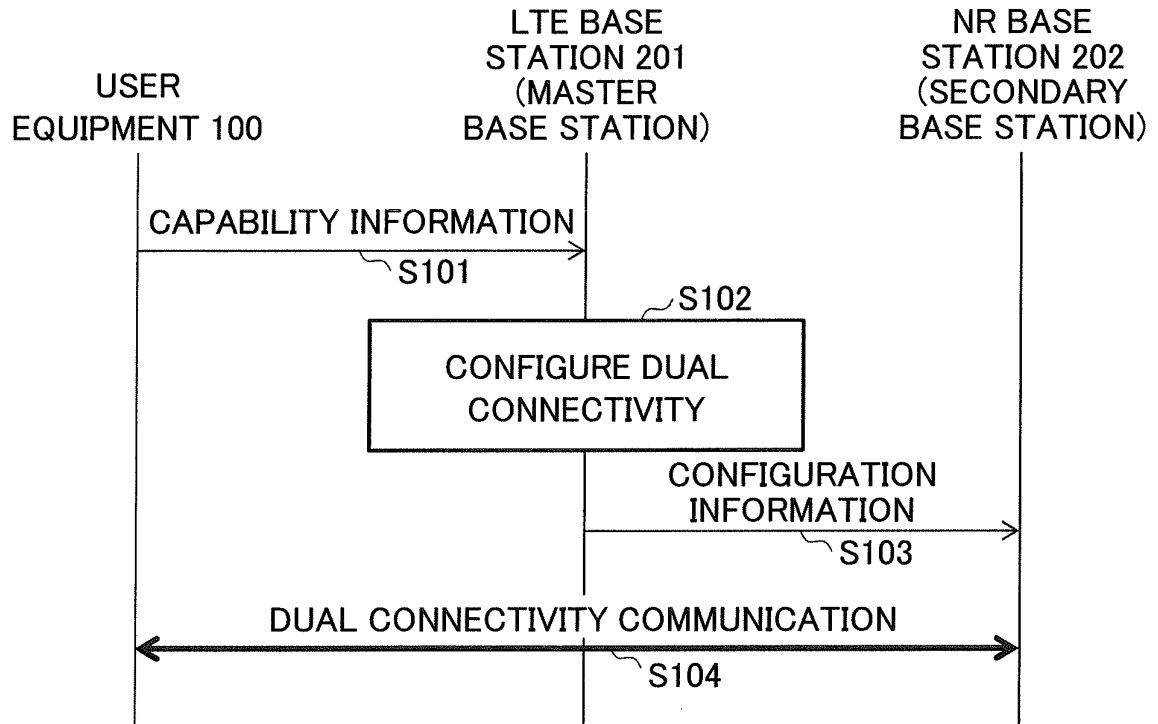 USER
EQUIPMENT 100
LTE BASE
STATION 201
(MASTER
BASE STATION)
NR BASE
STATION 202
(SECONDARY
BASE STATION)
CAPABILITY INFORMATION
S101
S102
CONFIGURE DUAL
CONNECTIVITY
CONFIGURATION
INFORMATION
S103
DUAL CONNECTIVITY COMMUNICATION
S104